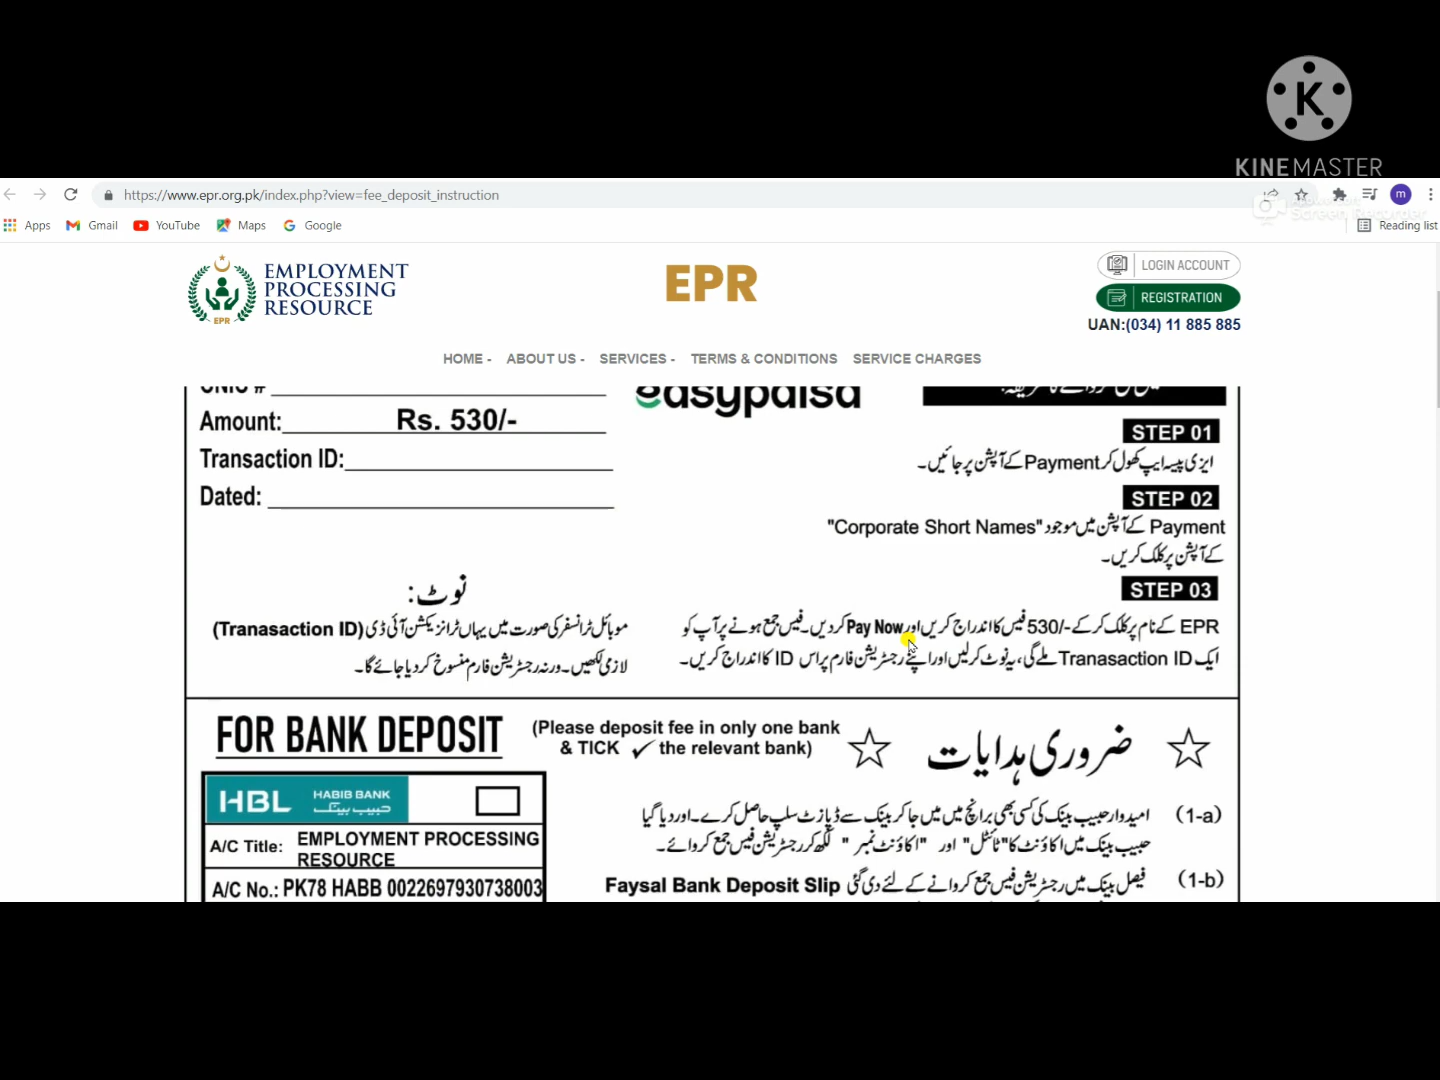 KINEMASTER
https://www.epr.org.pk/index.php?view=fee_deposit_instruction
m
Apps
Gmail
YouTube
Maps
Google
Screen Recorder
Reading list
EMPLOYMENT
PROCESSING
RESOURCE
EPR
EPR
LOGIN ACCOUNT
REGISTRATION
UAN:(034) 11 885 885
HOME - ABOUT US - SERVICES - TERMS & CONDITIONS SERVICE CHARGES
easypaisa
Amount: Rs. 530/-
Transaction ID:
Dated:
STEP 01
ایزی پیسہ ایپ کھول کر Payment کے آپشن پر جائیں۔
STEP 02
Payment کے آپشن میں موجود "Corporate Short Names"
کے آپشن پر کلک کریں۔
STEP 03
EPR کے نام پر کلک کر کے -/530 فیس کا اندراج کریں اور Pay Now کر دیں۔ فیس جمع ہونے پر آپ کو
ایک Tranasaction ID ملے گی، یہ نوٹ کر لیں اور اپنے رجسٹریشن فارم پر اس ID کا اندراج کریں۔
نوٹ:
موبائل ٹرانسفر کی صورت میں یہاں ٹرانزیکشن آئی ڈی (Tranasaction ID)
لازمی لکھیں۔ ورنہ رجسٹریشن فارم منسوخ کر دیا جائے گا۔
FOR BANK DEPOSIT
(Please deposit fee in only one bank
& TICK ✓ the relevant bank)
ضروری ہدایات
HBL HABIB BANK
حبیب بینک
A/C Title: EMPLOYMENT PROCESSING
RESOURCE
A/C No.: PK78 HABB 0022697930738003
(1-a) امیدوار حبیب بینک کی کسی بھی برانچ میں میں جا کر بینک سے ڈپازٹ سلپ حاصل کرے۔ اور دیا گیا
حبیب بینک میں اکاؤنٹ کا "ٹائٹل" اور "اکاؤنٹ نمبر" لکھ کر رجسٹریشن فیس جمع کروائے۔
(1-b) فیصل بینک میں رجسٹریشن فیس جمع کروانے کے لئے دی گئی Faysal Bank Deposit Slip